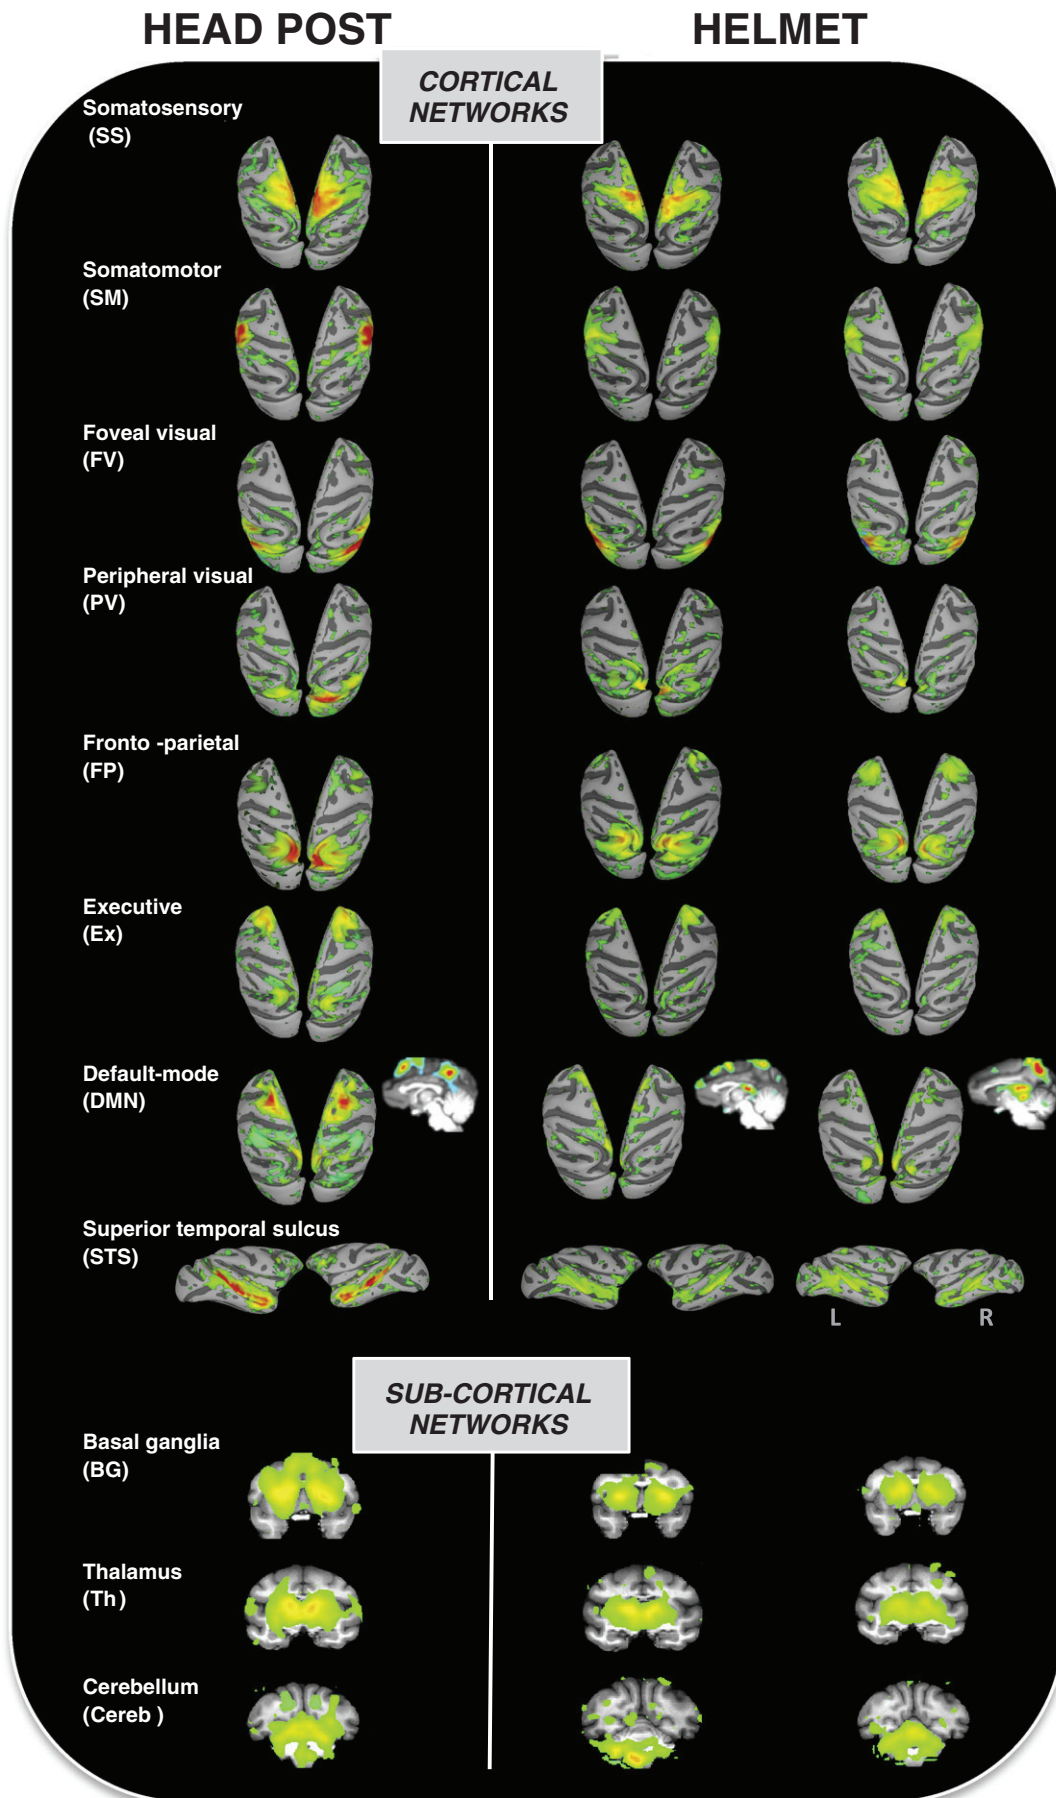 HEAD POST
HELMET
CORTICAL
NETWORKS
Somatosensory
(SS)
Somatomotor
(SM)
Foveal visual
(FV)
Peripheral visual
(PV)
Fronto -parietal
(FP)
Executive
(Ex)
Default-mode
(DMN)
Superior temporal sulcus
(STS)
L
R
SUB-CORTICAL
NETWORKS
Basal ganglia
(BG)
Thalamus
(Th)
Cerebellum
(Cereb )